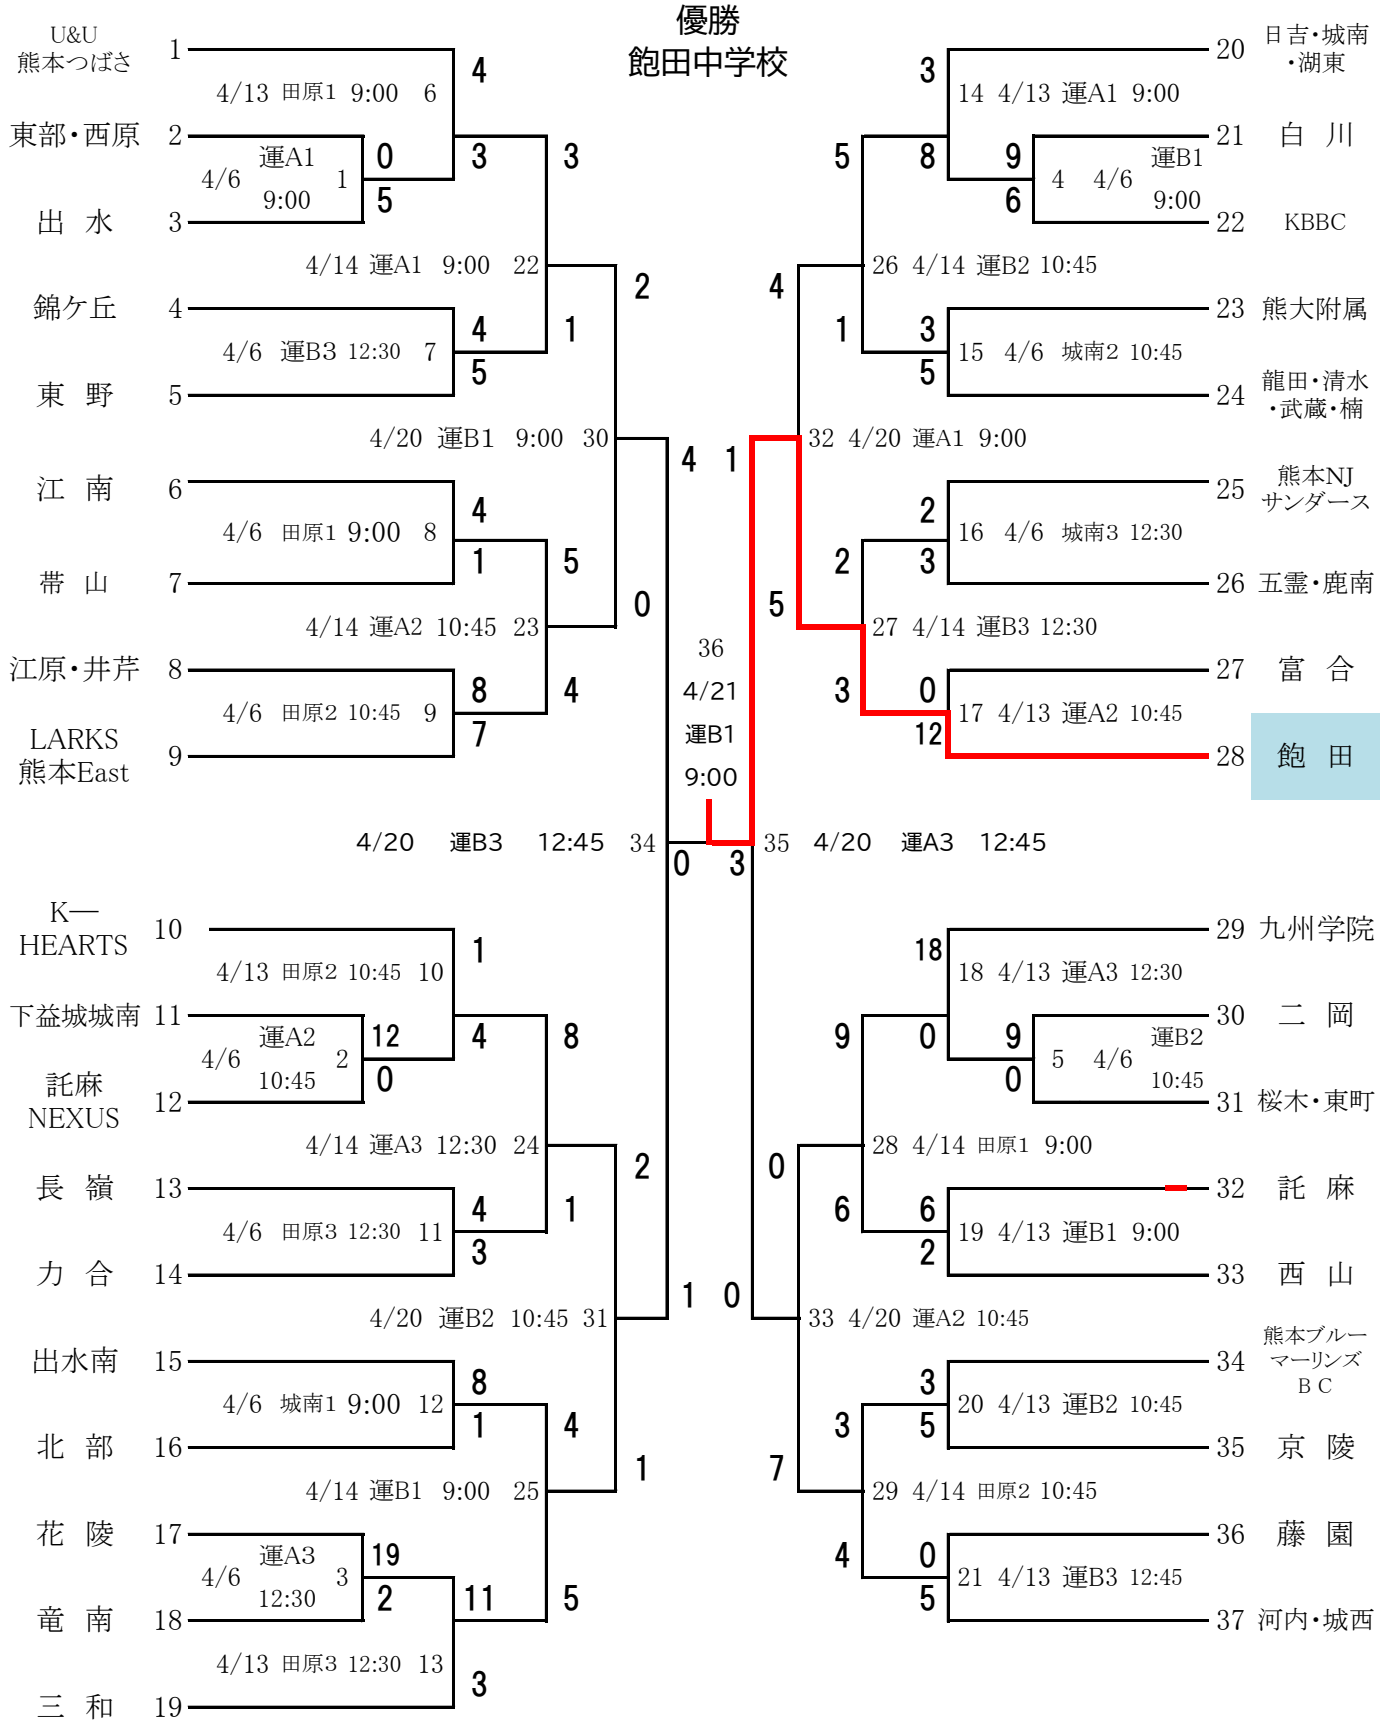 優勝
飽田中学校
U&U
熊本つばさ
1
4/13 田原1 9:00 6
4
3
東部・西原 2
運A1
4/6 1
9:00
0
5
出 水 3
3
4/14 運A1 9:00 22
2
錦ケ丘 4
4/6 運B3 12:30 7
4
5
1
東 野 5
4/20 運B1 9:00 30
4
江 南 6
4/6 田原1 9:00 8
4
1
帯 山 7
5
0
4/14 運A2 10:45 23
江原・井芹 8
4/6 田原2 10:45 9
8
7
4
LARKS
熊本East
9
4/20 運B3 12:45 34
0
K―
HEARTS
10
4/13 田原2 10:45 10
1
4
下益城城南 11
運A2
4/6 2
10:45
12
0
託麻
NEXUS
12
8
4/14 運A3 12:30 24
2
長 嶺 13
4/6 田原3 12:30 11
4
3
1
力 合 14
4/20 運B2 10:45 31
1
出水南 15
4/6 城南1 9:00 12
8
1
北 部 16
4
1
4/14 運B1 9:00 25
花 陵 17
運A3
4/6 3
12:30
19
2
竜 南 18
11
5
4/13 田原3 12:30 13
3
三 和 19
36
4/21
運B1
9:00
20 日吉・城南
・湖東
3
14 4/13 運A1 9:00
21 白 川
5
8
9
6
運B1
4 4/6
9:00
22 KBBC
26 4/14 運B2 10:45
4
23 熊大附属
1
3
5
15 4/6 城南2 10:45
24 龍田・清水
・武蔵・楠
32 4/20 運A1 9:00
1
25 熊本NJ
サンダース
2
3
16 4/6 城南3 12:30
26 五霊・鹿南
2
5
27 4/14 運B3 12:30
27 富 合
3
0
12
17 4/13 運A2 10:45
28 飽 田
3
35 4/20 運A3 12:45
29 九州学院
18
18 4/13 運A3 12:30
30 二 岡
9
0
9
0
運B2
5 4/6
10:45
31 桜木・東町
28 4/14 田原1 9:00
0
32 託 麻
6
6
2
19 4/13 運B1 9:00
33 西 山
0
33 4/20 運A2 10:45
34 熊本ブルー
マーリンズ
B C
3
5
20 4/13 運B2 10:45
35 京 陵
3
7
29 4/14 田原2 10:45
36 藤 園
4
0
5
21 4/13 運B3 12:45
37 河内・城西